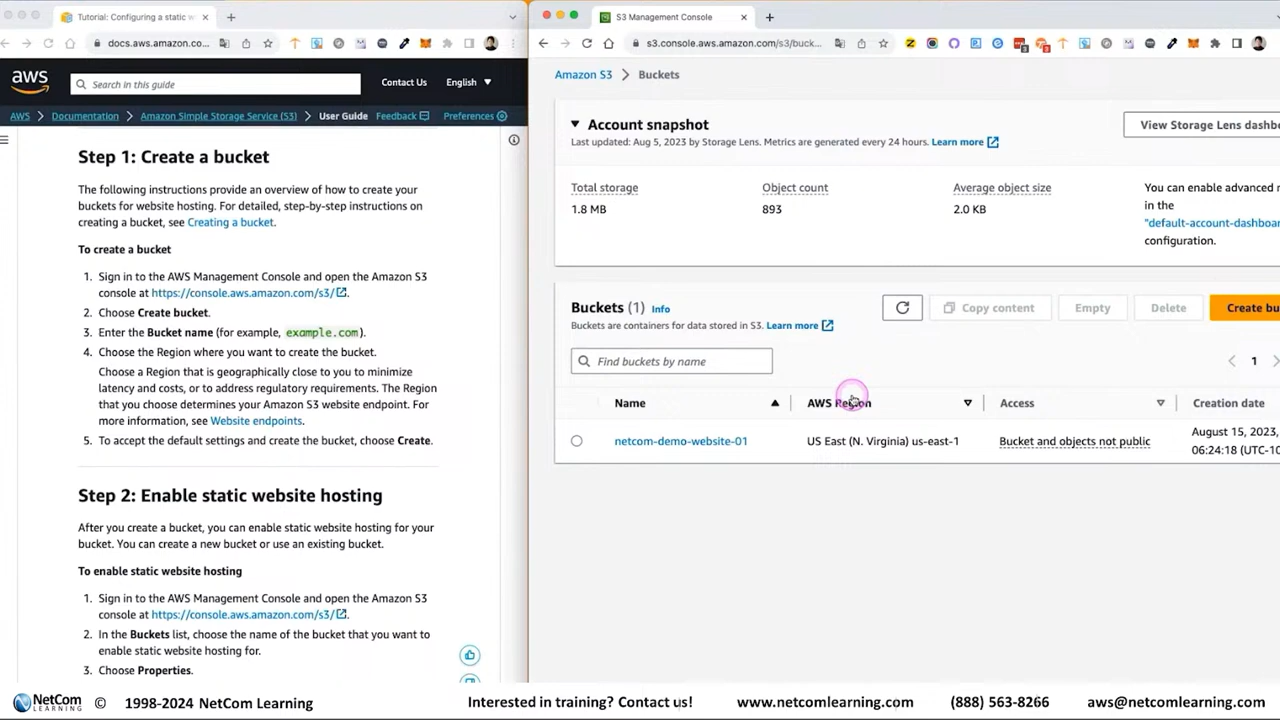 Tutorial: Configuring a static w
docs.aws.amazon.co...
aws
Search in this guide
Contact Us
English
AWS
Documentation
Amazon Simple Storage Service (S3)
User Guide
Feedback
Preferences
Step 1: Create a bucket
The following instructions provide an overview of how to create your
buckets for website hosting. For detailed, step-by-step instructions on
creating a bucket, see Creating a bucket.
To create a bucket
1. Sign in to the AWS Management Console and open the Amazon S3
console at https://console.aws.amazon.com/s3/.
2. Choose Create bucket.
3. Enter the Bucket name (for example, example.com).
4. Choose the Region where you want to create the bucket.
Choose a Region that is geographically close to you to minimize
latency and costs, or to address regulatory requirements. The Region
that you choose determines your Amazon S3 website endpoint. For
more information, see Website endpoints.
5. To accept the default settings and create the bucket, choose Create.
Step 2: Enable static website hosting
After you create a bucket, you can enable static website hosting for your
bucket. You can create a new bucket or use an existing bucket.
To enable static website hosting
1. Sign in to the AWS Management Console and open the Amazon S3
console at https://console.aws.amazon.com/s3/.
2. In the Buckets list, choose the name of the bucket that you want to
enable static website hosting for.
3. Choose Properties.
S3 Management Console
s3.console.aws.amazon.com/s3/buck...
Amazon S3
Buckets
Account snapshot
Last updated: Aug 5, 2023 by Storage Lens. Metrics are generated every 24 hours. Learn more
View Storage Lens dashbo
Total storage
1.8 MB
Object count
893
Average object size
2.0 KB
You can enable advanced m
in the
"default-account-dashboar
configuration.
Buckets (1) Info
Buckets are containers for data stored in S3. Learn more
Copy content
Empty
Delete
Create bu
Find buckets by name
1
Name
AWS Region
Access
Creation date
netcom-demo-website-01
US East (N. Virginia) us-east-1
Bucket and objects not public
August 15, 2023,
06:24:18 (UTC-10
NetCom
LEARNING
© 1998-2024 NetCom Learning
Interested in training? Contact us!
www.netcomlearning.com
(888) 563-8266
aws@netcomlearning.com